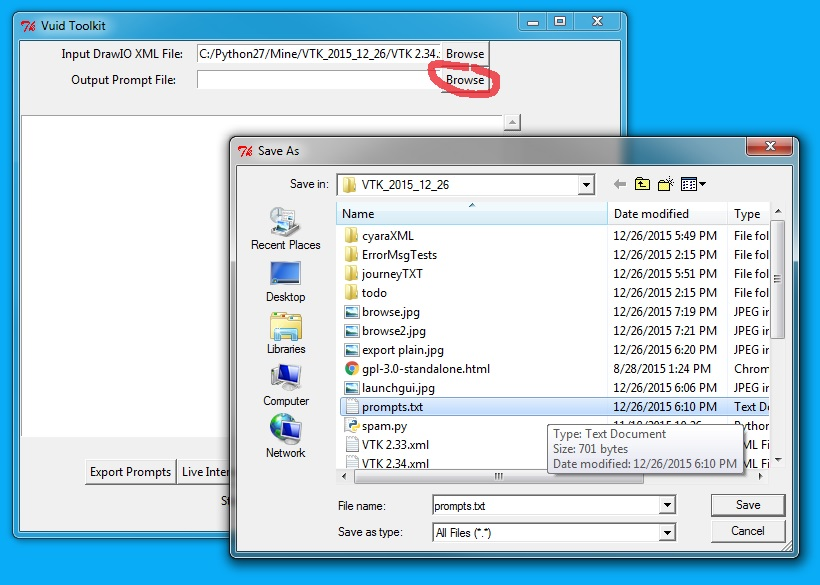 Vuid Toolkit
Input DrawIO XML File: C:/Python27/Mine/VTK_2015_12_26/VTK 2.34. Browse
Output Prompt File: Browse
Save As
Save in: VTK_2015_12_26
Name Date modified Type
Recent Places
Desktop
Libraries
Computer
Network
cyaraXML 12/26/2015 5:49 PM File fol
ErrorMsgTests 12/26/2015 2:15 PM File fol
journeyTXT 12/26/2015 5:51 PM File fol
todo 12/26/2015 2:15 PM File fol
browse.jpg 12/26/2015 7:19 PM JPEG in
browse2.jpg 12/26/2015 7:21 PM JPEG in
export plain.jpg 12/26/2015 6:20 PM JPEG in
gpl-3.0-standalone.html 8/28/2015 1:24 PM Chrom
launchgui.jpg 12/26/2015 6:06 PM JPEG in
prompts.txt 12/26/2015 6:10 PM Text D
spam.py
VTK 2.33.xml
VTK 2.34.xml
Type: Text Document
Size: 701 bytes
Date modified: 12/26/2015 6:10 PM
Export Prompts Live Inter
St
File name: prompts.txt Save
Save as type: All Files (*.*) Cancel